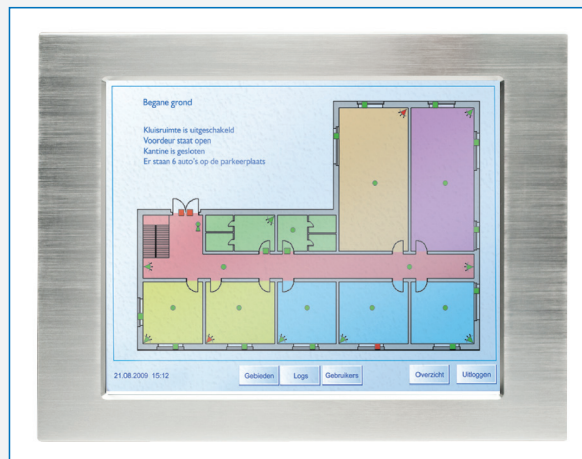 Begane grond
Kluisruimte is uitgeschakeld
Voordeur staat open
Kantine is gesloten
Er staan 6 auto's op de parkeerplaats
21.08.2009 15:12
Gebieden
Logs
Gebruikers
Overzicht
Uitloggen